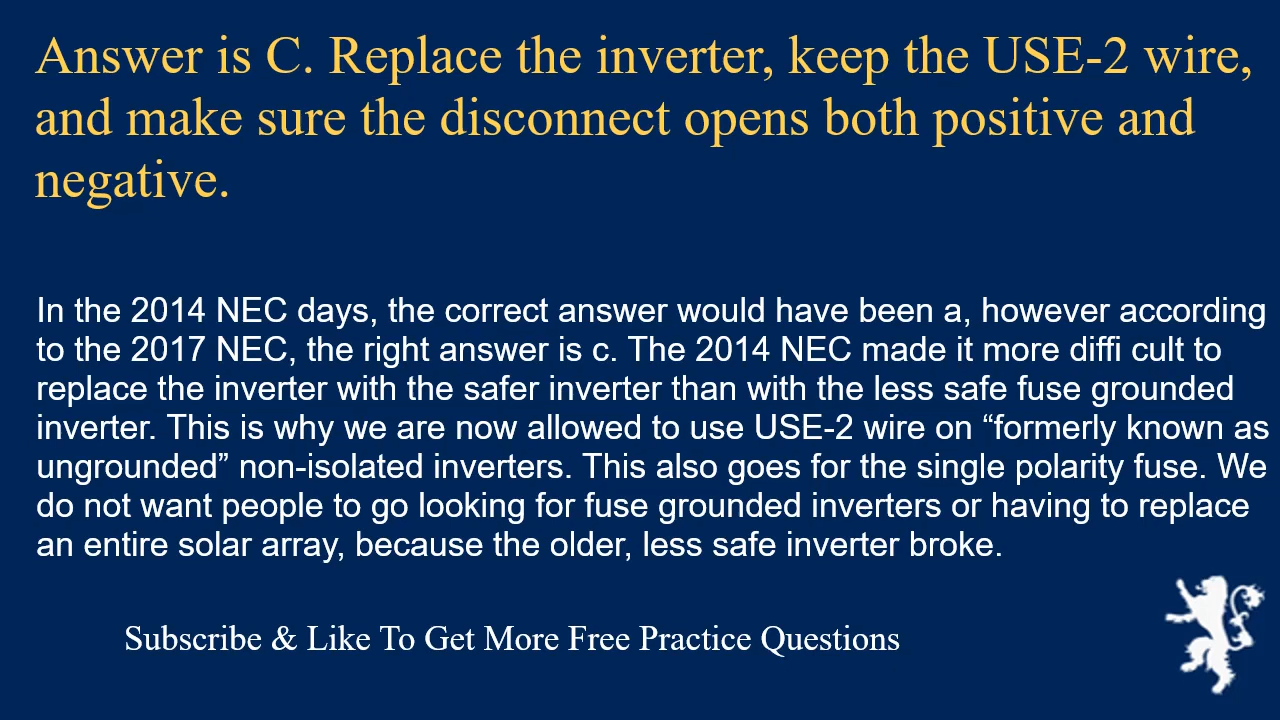 Answer is C. Replace the inverter, keep the USE-2 wire,
and make sure the disconnect opens both positive and
negative.
In the 2014 NEC days, the correct answer would have been a, however according
to the 2017 NEC, the right answer is c. The 2014 NEC made it more diffi cult to
replace the inverter with the safer inverter than with the less safe fuse grounded
inverter. This is why we are now allowed to use USE-2 wire on “formerly known as
ungrounded” non-isolated inverters. This also goes for the single polarity fuse. We
do not want people to go looking for fuse grounded inverters or having to replace
an entire solar array, because the older, less safe inverter broke.
Subscribe & Like To Get More Free Practice Questions